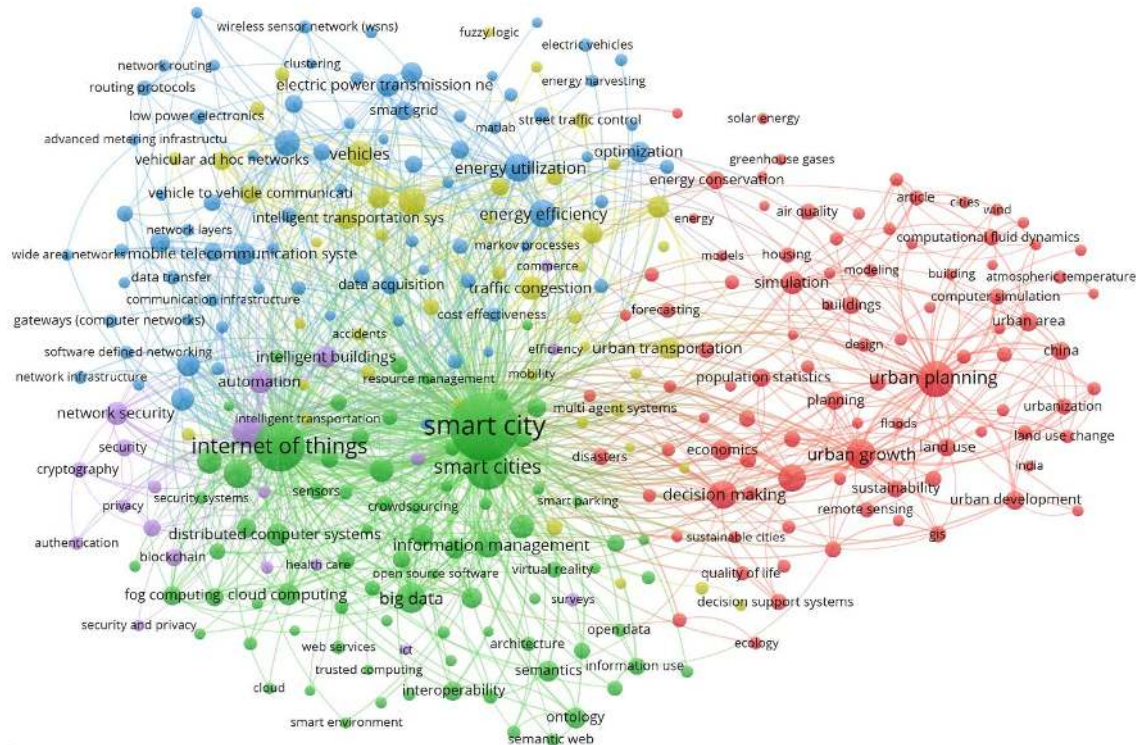 wireless sensor network (wsns)
fuzzy logic
electric vehicles
network routing
clustering
routing protocols
electric power transmission ne
energy harvesting
low power electronics
smart grid
matlab
street traffic control
solar energy
advanced metering infrastructu
vehicular ad hoc networks
vehicles
energy utilization
optimization
greenhouse gases
vehicle to vehicle communicati
energy conservation
article
cities
wind
intelligent transportation sys
energy efficiency
energy
air quality
computational fluid dynamics
network layers
wide area networks
mobile telecommunication syste
markov processes
commerce
models
housing
modeling
building
atmospheric temperature
data transfer
data acquisition
traffic congestion
simulation
computer simulation
communication infrastructure
cost effectiveness
forecasting
buildings
gateways (computer networks)
accidents
urban area
software defined networking
intelligent buildings
efficiency
urban transportation
design
china
network infrastructure
automation
resource management
mobility
population statistics
urban planning
network security
intelligent transportation
multi agent systems
planning
urbanization
smart city
floods
land use change
security
internet of things
disasters
economics
urban growth
land use
cryptography
smart cities
india
security systems
sensors
smart parking
decision making
sustainability
urban development
privacy
crowdsourcing
remote sensing
authentication
distributed computer systems
information management
sustainable cities
gis
blockchain
health care
open source software
virtual reality
quality of life
fog computing
cloud computing
big data
surveys
decision support systems
security and privacy
open data
web services
ict
architecture
ecology
trusted computing
semantics
information use
cloud
interoperability
smart environment
ontology
semantic web